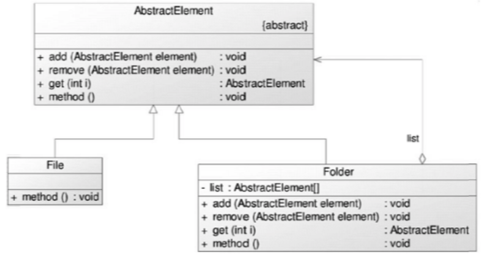 AbstractElement
{abstract}
+ add (AbstractElement element) : void
+ remove (AbstractElement element) : void
+ get (int i) : AbstractElement
+ method () : void
list
File
+ method () : void
Folder
- list : AbstractElement[]
+ add (AbstractElement element) : void
+ remove (AbstractElement element) : void
+ get (int i) : AbstractElement
+ method () : void